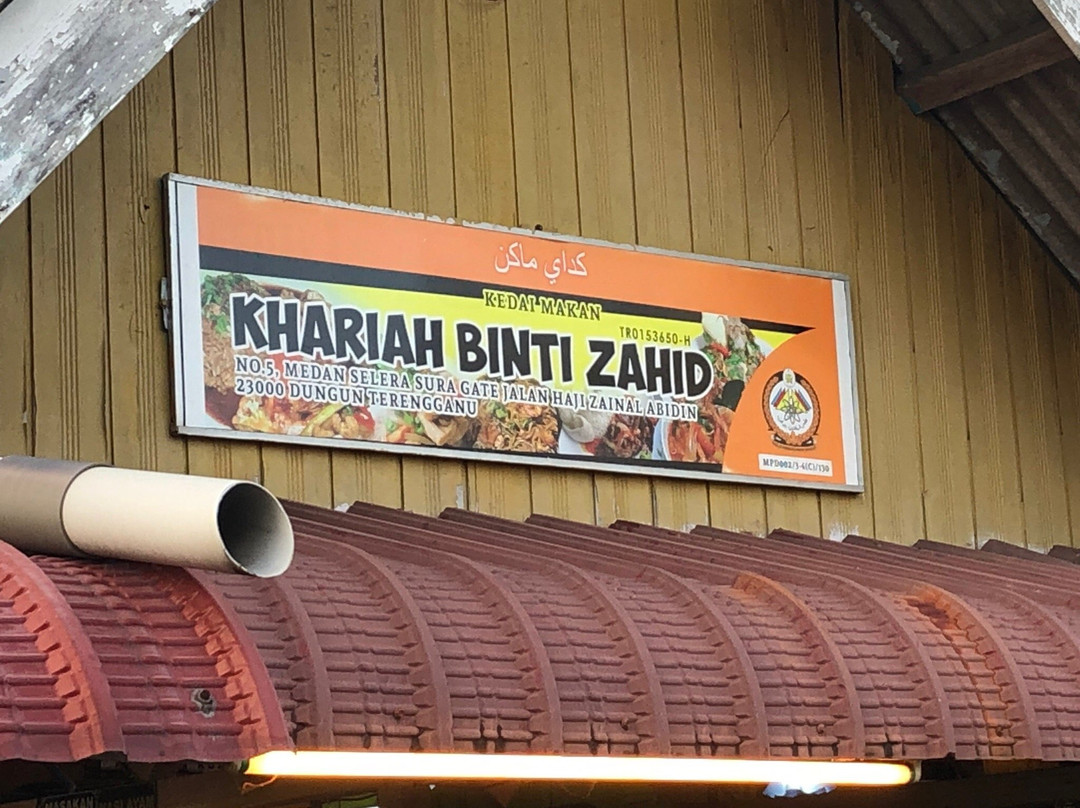 كداي ماكن
KEDAI MAKAN
TR0153650-H
KHARIAH BINTI ZAHID
NO.5, MEDAN SELERA SURA GATE JALAN HAJI ZAINAL ABIDIN
23000 DUNGUN TERENGGANU
MPD002/3-4(C)/130